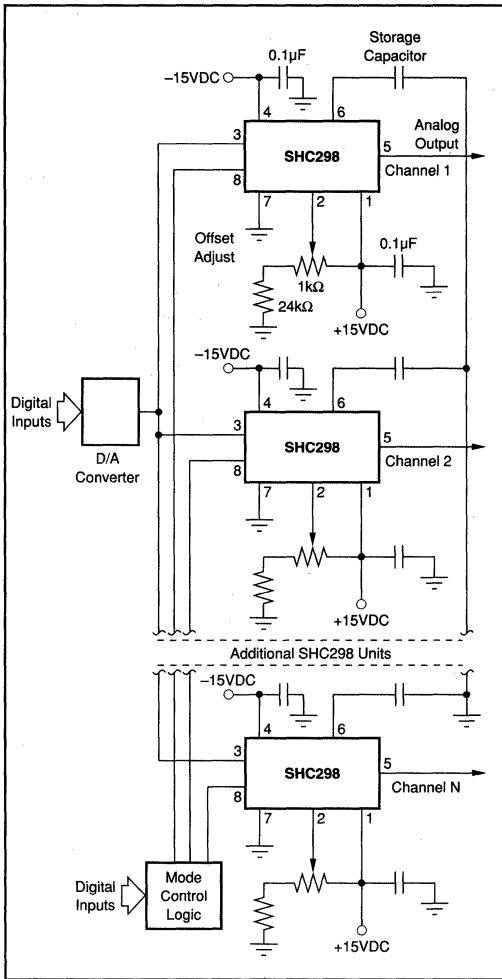 Storage
Capacitor
0.1µF
–15VDC
4
6
3
8
SHC298
5
Analog
Output
Channel 1
7
2
1
Offset
Adjust
1kΩ
24kΩ
0.1µF
+15VDC
–15VDC
4
6
3
8
SHC298
5
Channel 2
7
2
1
Digital
Inputs
D/A
Converter
+15VDC
Additional SHC298 Units
–15VDC
4
6
3
8
SHC298
5
Channel N
7
2
1
Digital
Inputs
Mode
Control
Logic
+15VDC